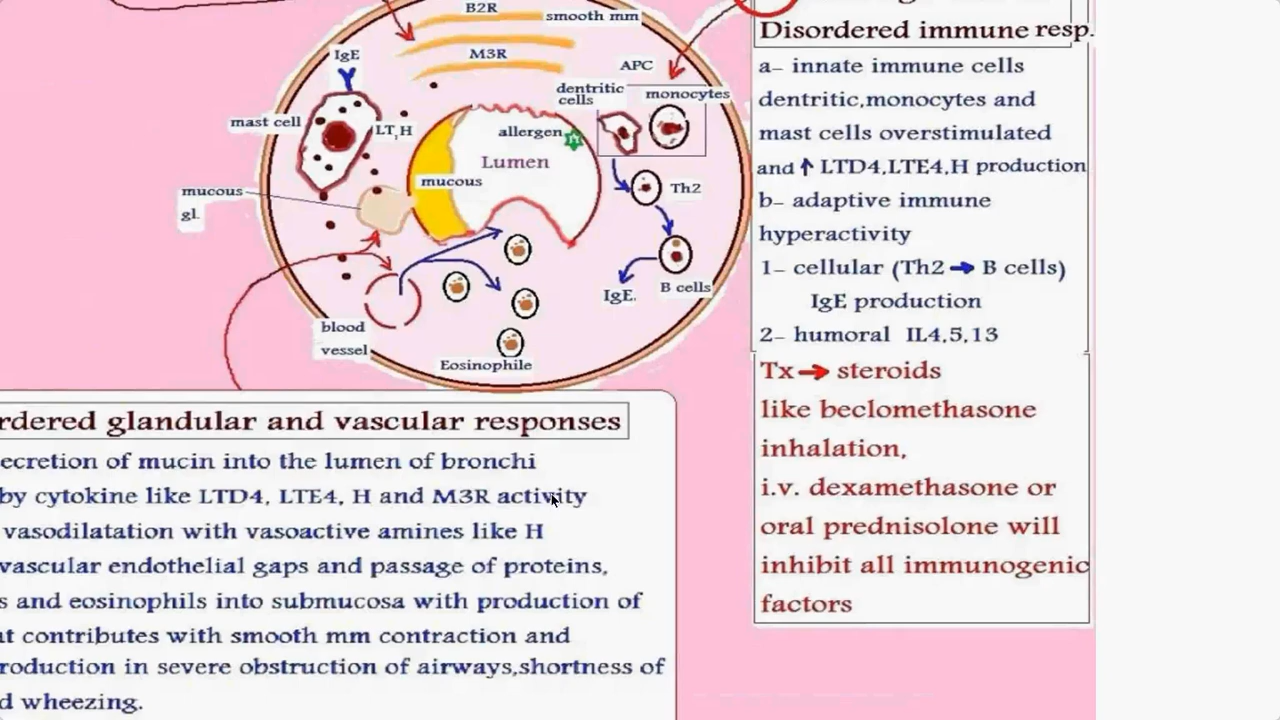 B2R
smooth mm
M3R
IgE
APC
dentritic
cells
monocytes
mast cell
LT,H
allergen
Lumen
mucous
Th2
mucous
gl.
IgE.
B cells
blood
vessel
Eosinophile
Disordered immune resp.
a- innate immune cells
dentritic,monocytes and
mast cells overstimulated
and ↑ LTD4,LTE4,H production
b- adaptive immune
hyperactivity
1- cellular (Th2 → B cells)
IgE production
2- humoral IL4,5,13
Tx → steroids
like beclomethasone
inhalation,
i.v. dexamethasone or
oral prednisolone will
inhibit all immunogenic
factors
rdered glandular and vascular responses
ecretion of mucin into the lumen of bronchi
by cytokine like LTD4, LTE4, H and M3R activity
vasodilatation with vasoactive amines like H
vascular endothelial gaps and passage of proteins,
s and eosinophils into submucosa with production of
t contributes with smooth mm contraction and
roduction in severe obstruction of airways,shortness of
d wheezing.